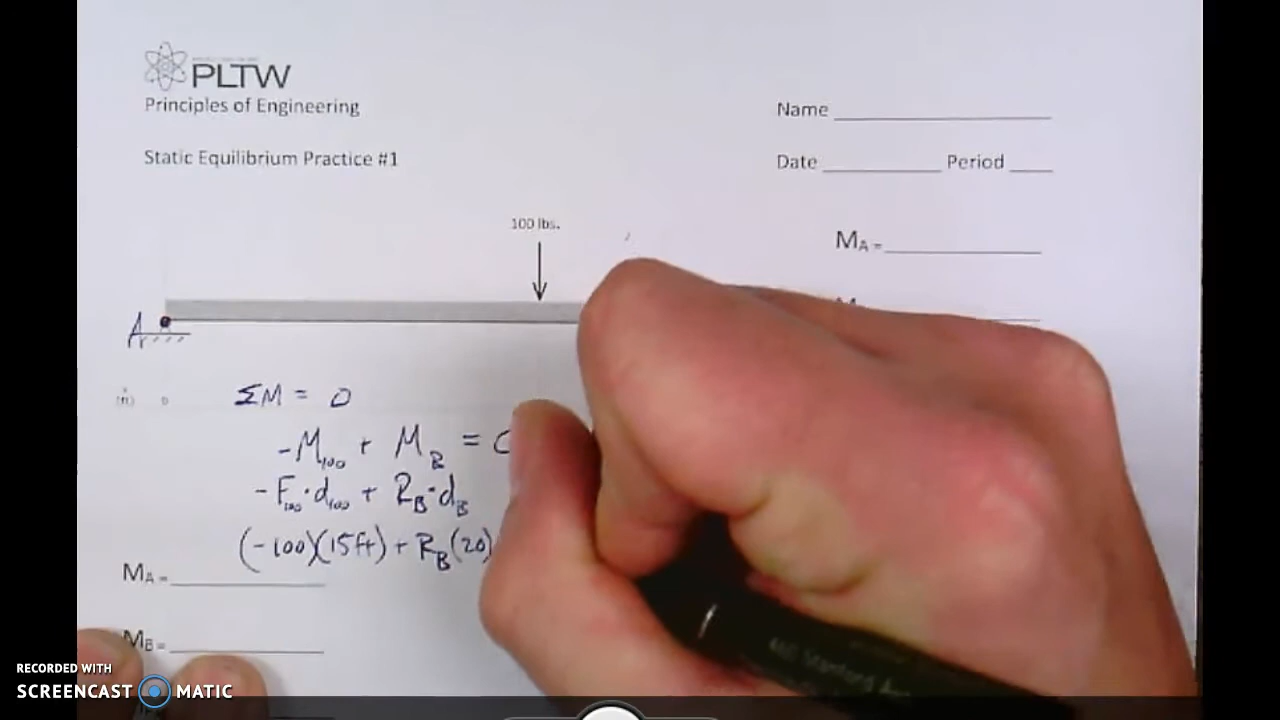 PLTW
Principles of Engineering
Name
Static Equilibrium Practice #1
Date Period
100 lbs.
MA =
A
(ft) 0
ΣM = 0
-M100 + MB =
-F100·d100 + RB·dB
(-100)(15ft) + RB(20)
MA =
MB =
RECORDED WITH
SCREENCAST MATIC